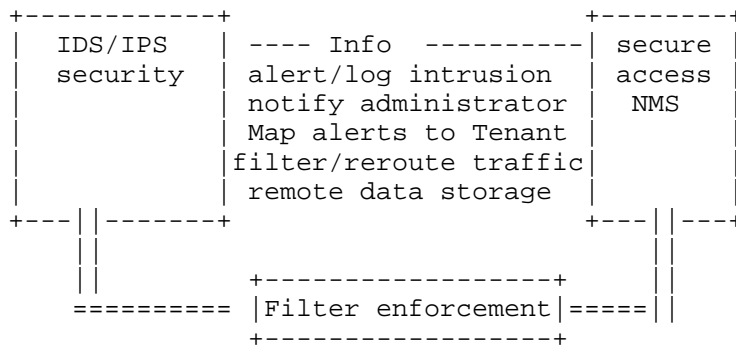 IDS/IPS ---- Info ---------- secure
security alert/log intrusion access
notify administrator NMS
Map alerts to Tenant
filter/reroute traffic
remote data storage
Filter enforcement